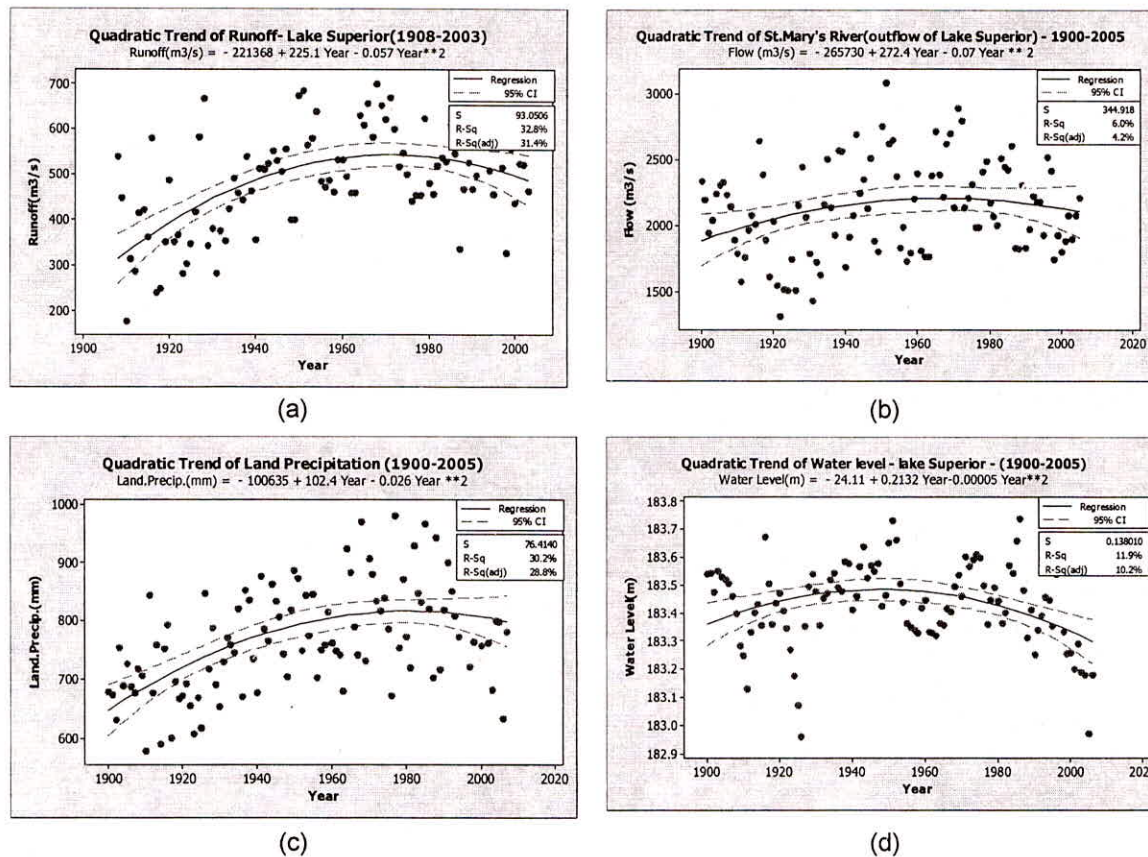 Quadratic Trend of Runoff- Lake Superior(1908-2003)
Runoff(m3/s) = - 221368 + 225.1 Year - 0.057 Year**2
Regression
95% CI
S 93.0506
R-Sq 32.8%
R-Sq(adj) 31.4%
Runoff(m3/s)
700
600
500
400
300
200
1900 1920 1940 1960 1980 2000
Year
(a)
Quadratic Trend of St.Mary's River(outflow of Lake Superior) - 1900-2005
Flow (m3/s) = -265730 + 272.4 Year - 0.07 Year ** 2
Regression
95% CI
S 344.918
R-Sq 6.0%
R-Sq(adj) 4.2%
Flow (m3/s)
3000
2500
2000
1500
1900 1920 1940 1960 1980 2000 2020
Year
(b)
Quadratic Trend of Land Precipitation (1900-2005)
Land.Precip.(mm) = - 100635 + 102.4 Year - 0.026 Year **2
Regression
95% CI
S 76.4140
R-Sq 30.2%
R-Sq(adj) 28.8%
Land.Precip.(mm)
1000
900
800
700
600
1900 1920 1940 1960 1980 2000 2020
Year
(c)
Quadratic Trend of Water level - lake Superior - (1900-2005)
Water Level(m) = - 24.11 + 0.2132 Year-0.00005 Year**2
Regression
95% CI
S 0.138010
R-Sq 11.9%
R-Sq(adj) 10.2%
Water Level(m)
183.8
183.7
183.6
183.5
183.4
183.3
183.2
183.1
183.0
182.9
1900 1920 1940 1960 1980 2000 2020
Year
(d)